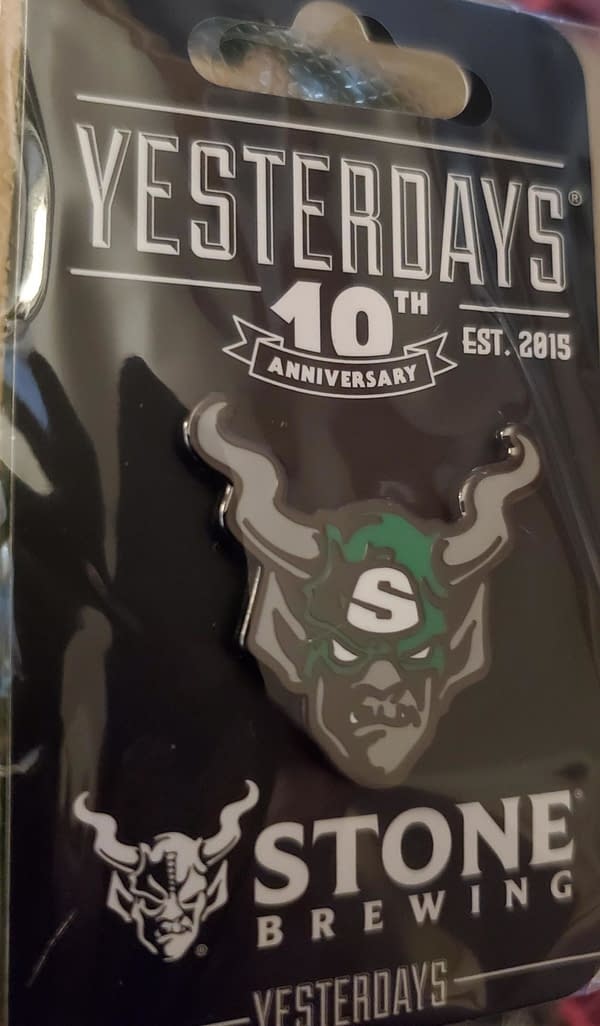 YESTERDAYS®
10TH
ANNIVERSARY
EST. 2015
S
STONE®
BREWING
®
YESTERDAYS